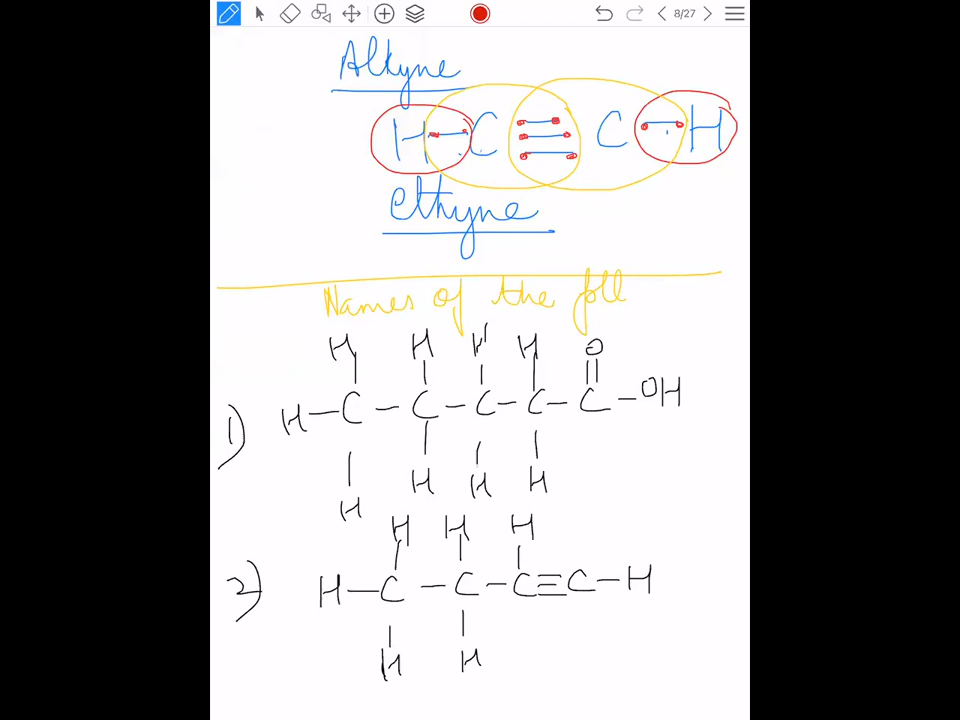 8/27
Alkyne
H C C H
ethyne
Names of the foll
H H H H O
1) H-C-C-C-C-C-OH
H H H H
H H H
2) H-C-C-C≡C-H
H H